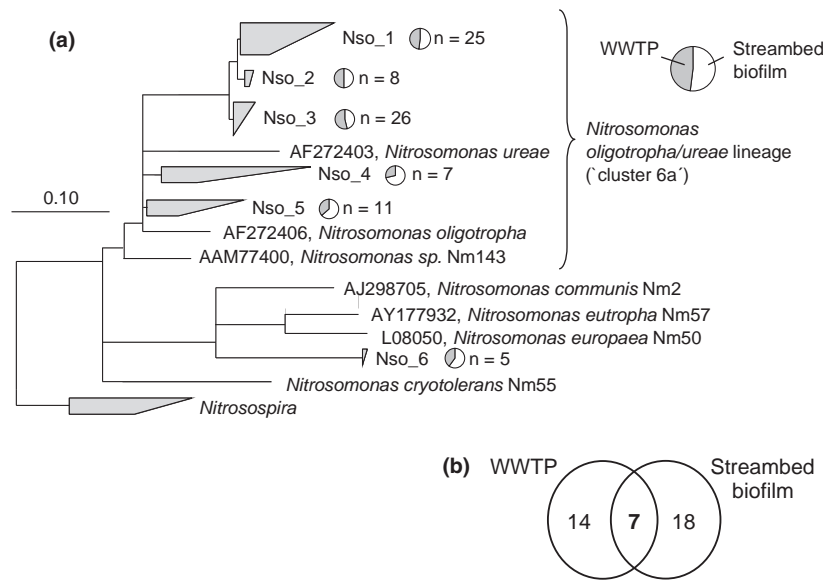 (a)
Nso_1 n = 25
Nso_2 n = 8
Nso_3 n = 26
AF272403, Nitrosomonas ureae
Nso_4 n = 7
Nso_5 n = 11
AF272406, Nitrosomonas oligotropha
AAM77400, Nitrosomonas sp. Nm143
AJ298705, Nitrosomonas communis Nm2
AY177932, Nitrosomonas eutropha Nm57
L08050, Nitrosomonas europaea Nm50
Nso_6 n = 5
Nitrosomonas cryotolerans Nm55
Nitrosospira
0.10
WWTP
Streambed
biofilm
Nitrosomonas
oligotropha/ureae lineage
(`cluster 6a´)
(b)
WWTP
Streambed
biofilm
14 7 18